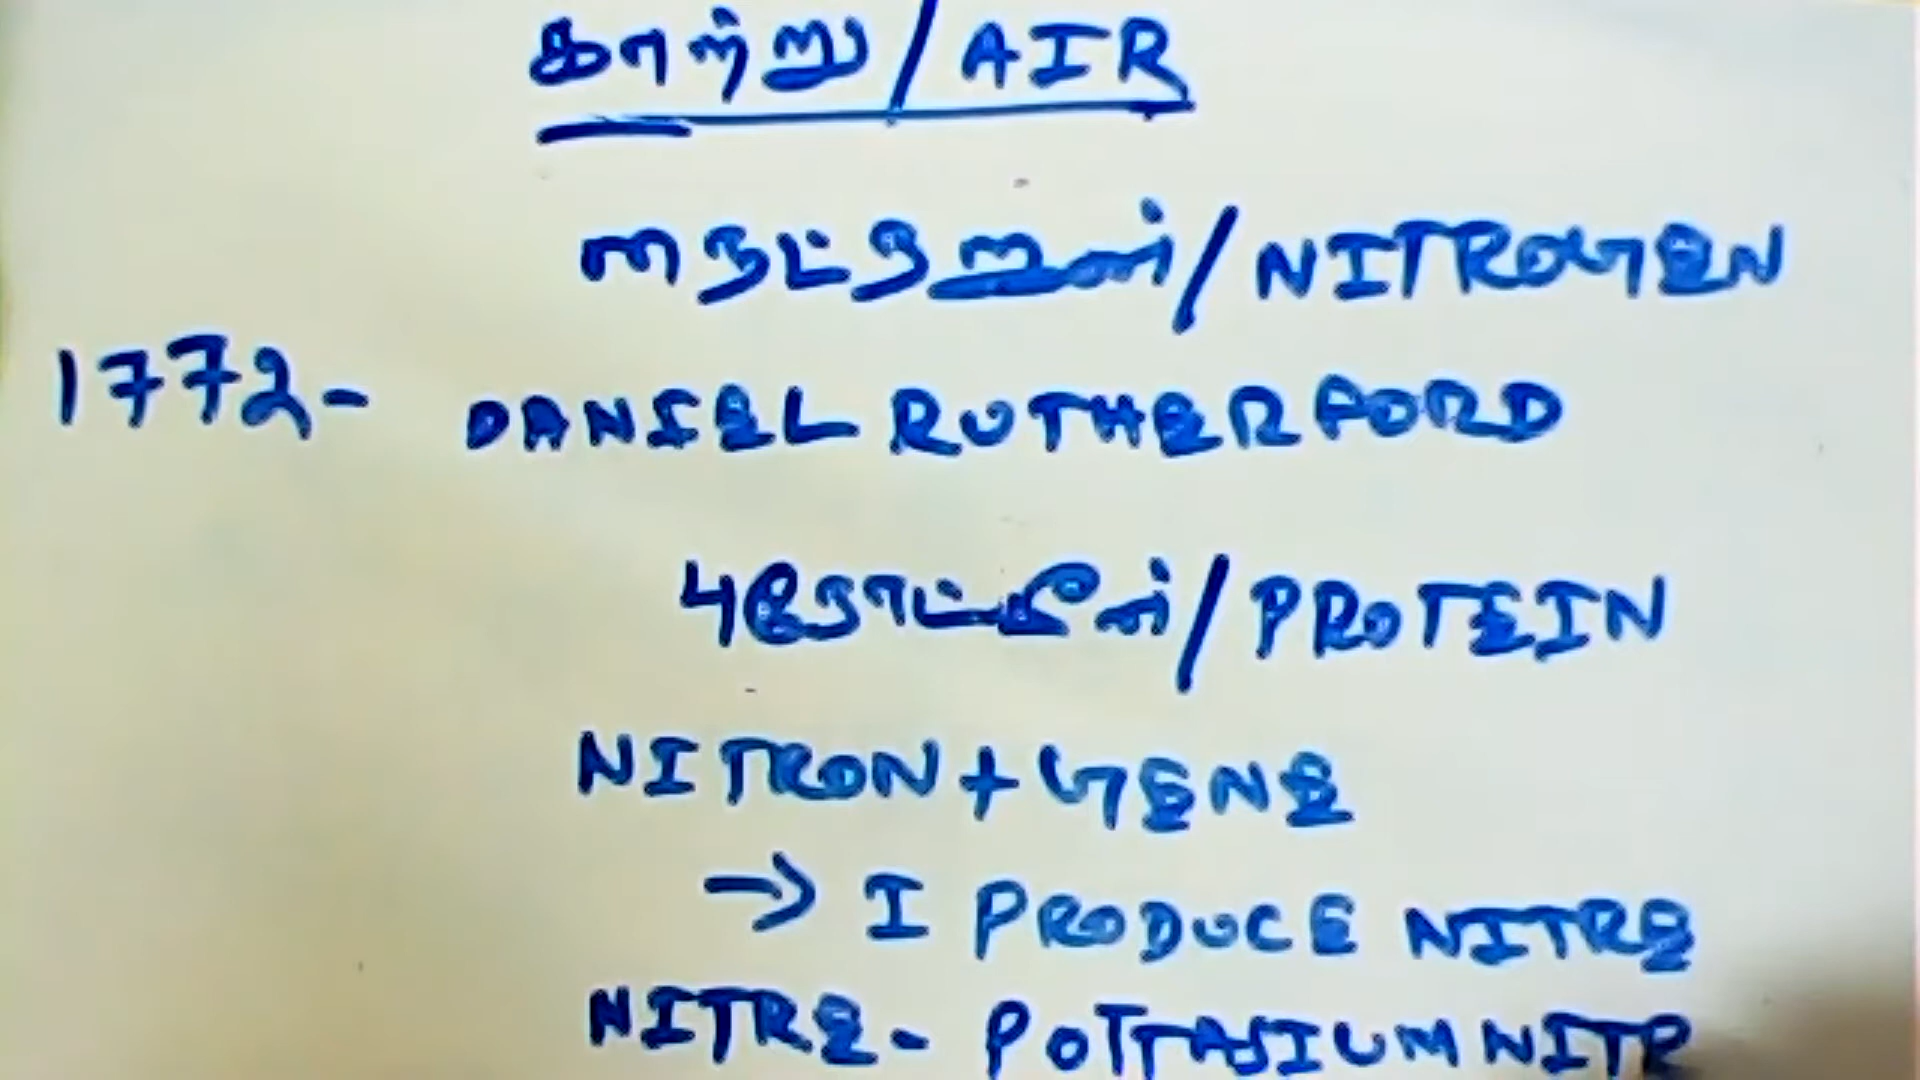 காற்று/AIR
நைட்ரஜன்/NITROGEN
1772- DANIEL RUTHERFORD
புரோட்டீன்/PROTEIN
NITRON+GENE
→ I PRODUCE NITRE
NITRE- POTTASIUM NITR